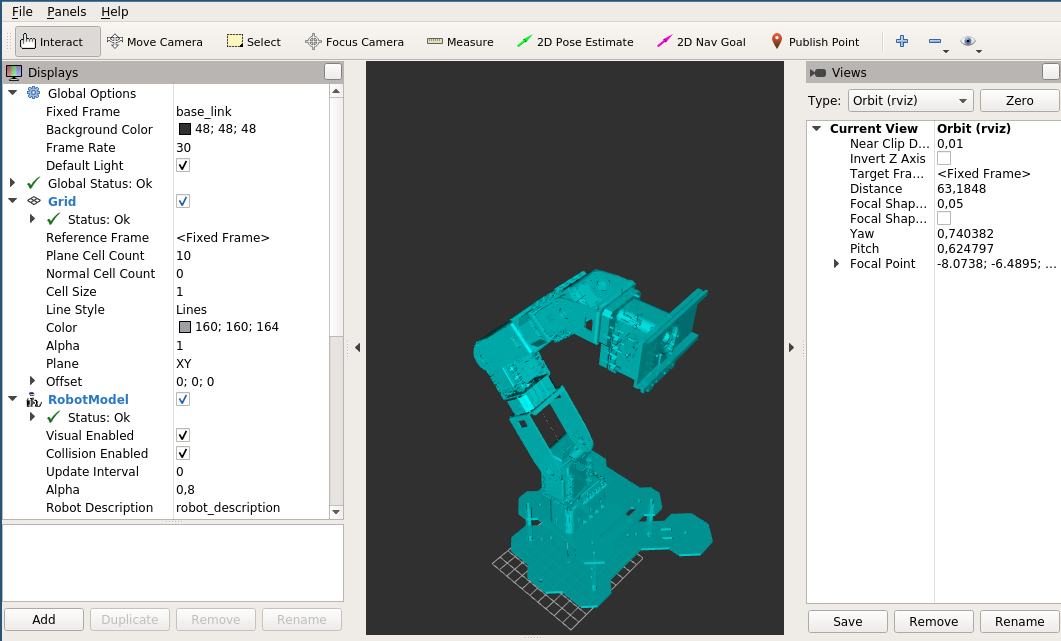 File Panels Help
Interact Move Camera Select Focus Camera Measure 2D Pose Estimate 2D Nav Goal Publish Point
Displays
Global Options
Fixed Frame base_link
Background Color 48; 48; 48
Frame Rate 30
Default Light
Global Status: Ok
Grid
Status: Ok
Reference Frame <Fixed Frame>
Plane Cell Count 10
Normal Cell Count 0
Cell Size 1
Line Style Lines
Color 160; 160; 164
Alpha 1
Plane XY
Offset 0; 0; 0
RobotModel
Status: Ok
Visual Enabled
Collision Enabled
Update Interval 0
Alpha 0,8
Robot Description robot_description
Add Duplicate Remove Rename
Views
Type: Orbit (rviz) Zero
Current View Orbit (rviz)
Near Clip D... 0,01
Invert Z Axis
Target Fra... <Fixed Frame>
Distance 63,1848
Focal Shap... 0,05
Focal Shap...
Yaw 0,740382
Pitch 0,624797
Focal Point -8.0738; -6.4895; ...
Save Remove Rename